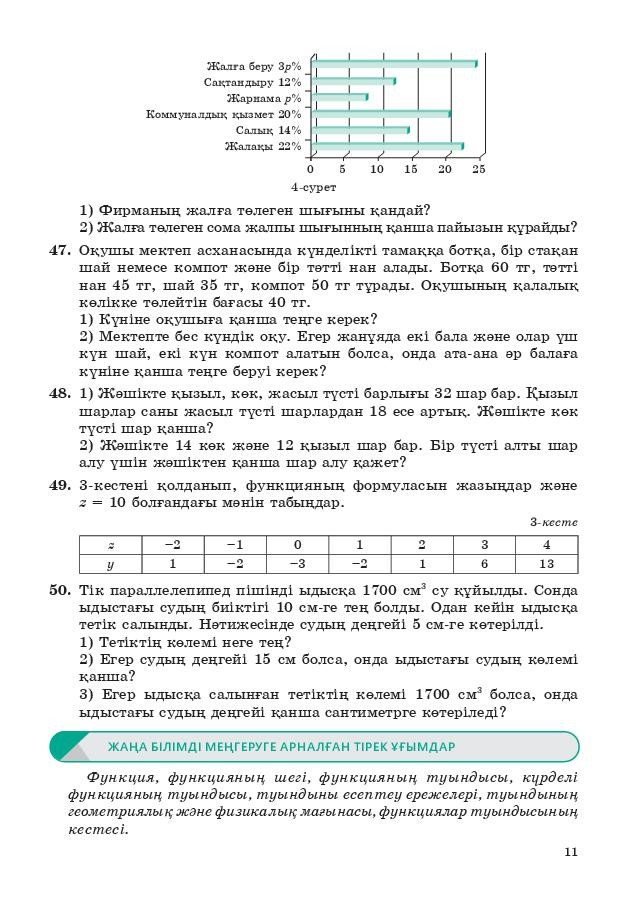 Жалға беру 3p%
Сақтандыру 12%
Жарнама p%
Коммуналдық қызмет 20%
Салық 14%
Жалақы 22%
0 5 10 15 20 25
4-сурет
1) Фирманың жалға төлеген шығыны қандай?
2) Жалға төлеген сома жалпы шығынның қанша пайызын құрайды?
47. Оқушы мектеп асханасында күнделікті тамаққа ботқа, бір стақан
шай немесе компот және бір тәтті нан алады. Ботқа 60 тг, тәтті
нан 45 тг, шай 35 тг, компот 50 тг тұрады. Оқушының қалалық
көлікке төлейтін бағасы 40 тг.
1) Күніне оқушыға қанша теңге керек?
2) Мектепте бес күндік оқу. Егер жанұяда екі бала және олар үш
күн шай, екі күн компот алатын болса, онда ата-ана әр балаға
күніне қанша теңге беруі керек?
48. 1) Жәшікте қызыл, көк, жасыл түсті барлығы 32 шар бар. Қызыл
шарлар саны жасыл түсті шарлардан 18 есе артық. Жәшікте көк
түсті шар қанша?
2) Жәшікте 14 көк және 12 қызыл шар бар. Бір түсті алты шар
алу үшін жәшіктен қанша шар алу қажет?
49. 3-кестені қолданып, функцияның формуласын жазыңдар және
z = 10 болғандағы мәнін табыңдар.
3-кесте
z −2 −1 0 1 2 3 4
y 1 −2 −3 −2 1 6 13
50. Тік параллелепипед пішінді ыдысқа 1700 см³ су құйылды. Сонда
ыдыстағы судың биіктігі 10 см-ге тең болды. Одан кейін ыдысқа
тетік салынды. Нәтижесінде судың деңгейі 5 см-ге көтерілді.
1) Тетіктің көлемі неге тең?
2) Егер судың деңгейі 15 см болса, онда ыдыстағы судың көлемі
қанша?
3) Егер ыдысқа салынған тетіктің көлемі 1700 см³ болса, онда
ыдыстағы судың деңгейі қанша сантиметрге көтеріледі?
ЖАҢА БІЛІМДІ МЕҢГЕРУГЕ АРНАЛҒАН ТІРЕК ҰҒЫМДАР
Функция, функцияның шегі, функцияның туындысы, күрделі
функцияның туындысы, туындыны есептеу ережелері, туындының
геометриялық және физикалық мағынасы, функциялар туындысының
кестесі.
11